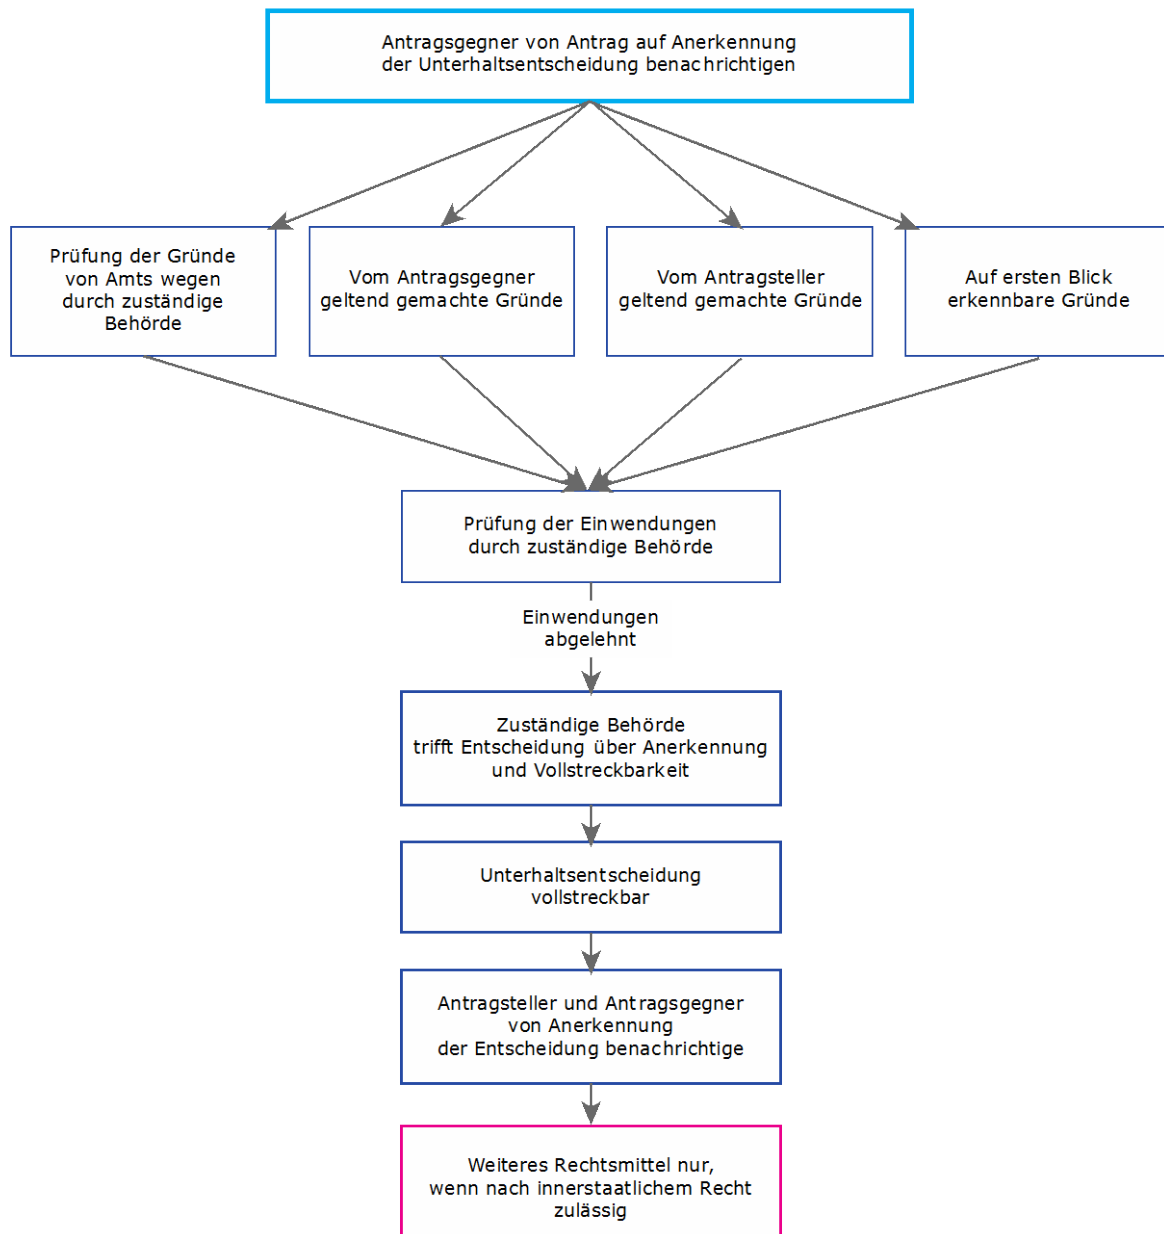 Antragsgegner von Antrag auf Anerkennung
der Unterhaltsentscheidung benachrichtigen
Prüfung der Gründe
von Amts wegen
durch zuständige
Behörde
Vom Antragsgegner
geltend gemachte Gründe
Vom Antragsteller
geltend gemachte Gründe
Auf ersten Blick
erkennbare Gründe
Prüfung der Einwendungen
durch zuständige Behörde
Einwendungen
abgelehnt
Zuständige Behörde
trifft Entscheidung über Anerkennung
und Vollstreckbarkeit
Unterhaltsentscheidung
vollstreckbar
Antragsteller und Antragsgegner
von Anerkennung
der Entscheidung benachrichtige
Weiteres Rechtsmittel nur,
wenn nach innerstaatlichem Recht
zulässig